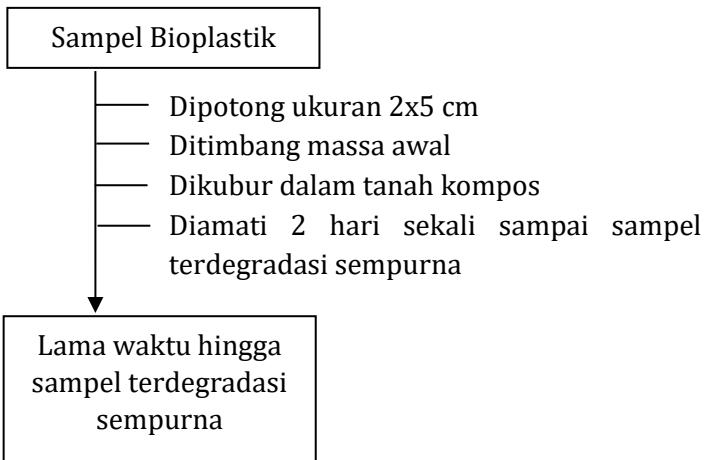 Sampel Bioplastik
Dipotong ukuran 2x5 cm
Ditimbang massa awal
Dikubur dalam tanah kompos
Diamati 2 hari sekali sampai sampel
terdegradasi sempurna
Lama waktu hingga
sampel terdegradasi
sempurna